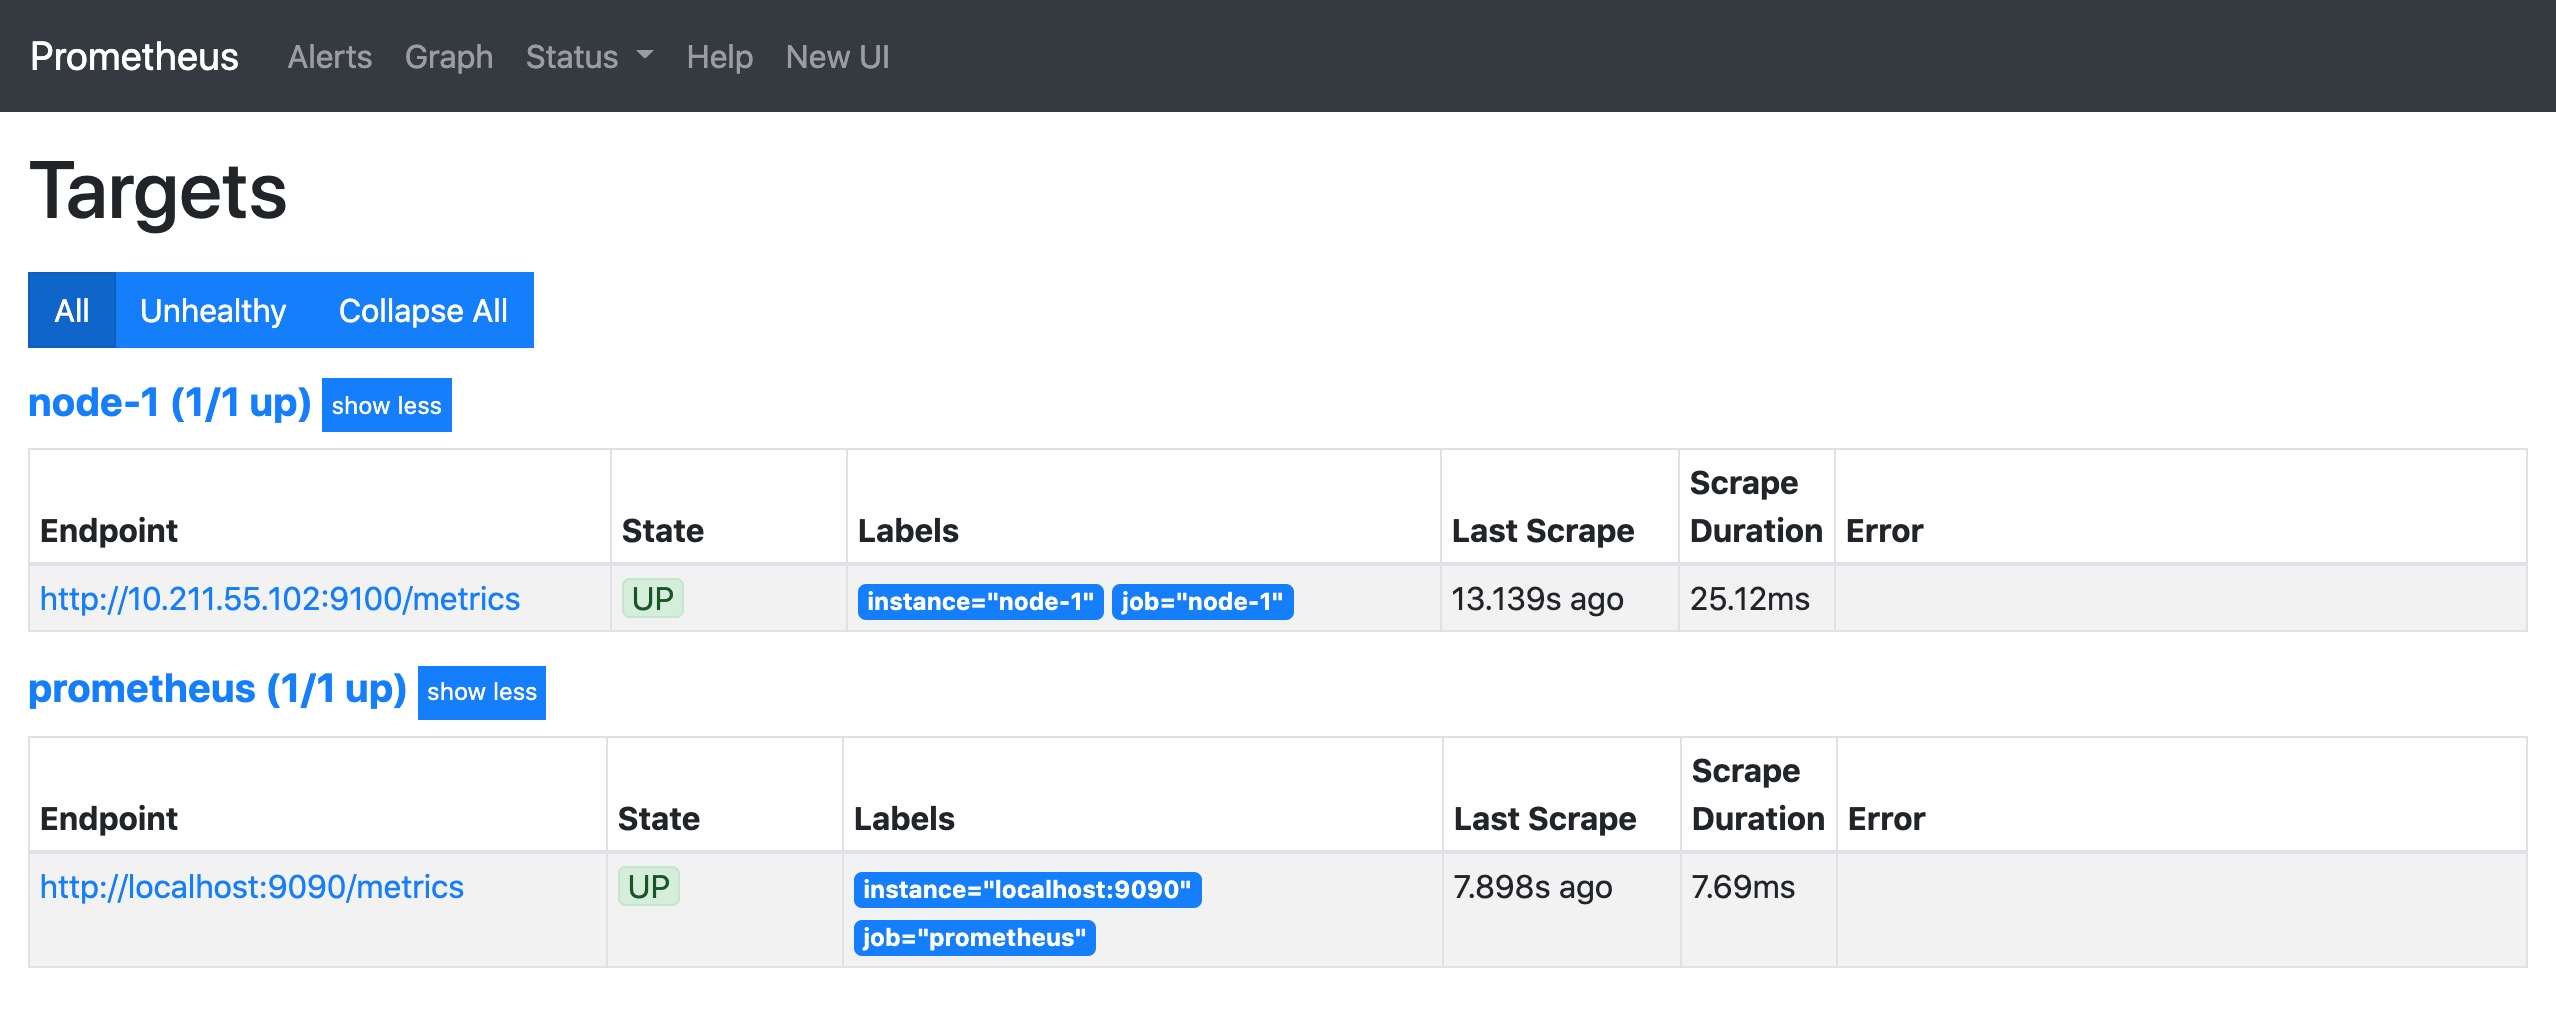 Prometheus Alerts Graph Status Help New UI
Targets
All Unhealthy Collapse All
node-1 (1/1 up) show less
Endpoint State Labels Last Scrape Scrape Duration Error
http://10.211.55.102:9100/metrics UP instance="node-1" job="node-1" 13.139s ago 25.12ms
prometheus (1/1 up) show less
Endpoint State Labels Last Scrape Scrape Duration Error
http://localhost:9090/metrics UP instance="localhost:9090" 7.898s ago 7.69ms
job="prometheus"